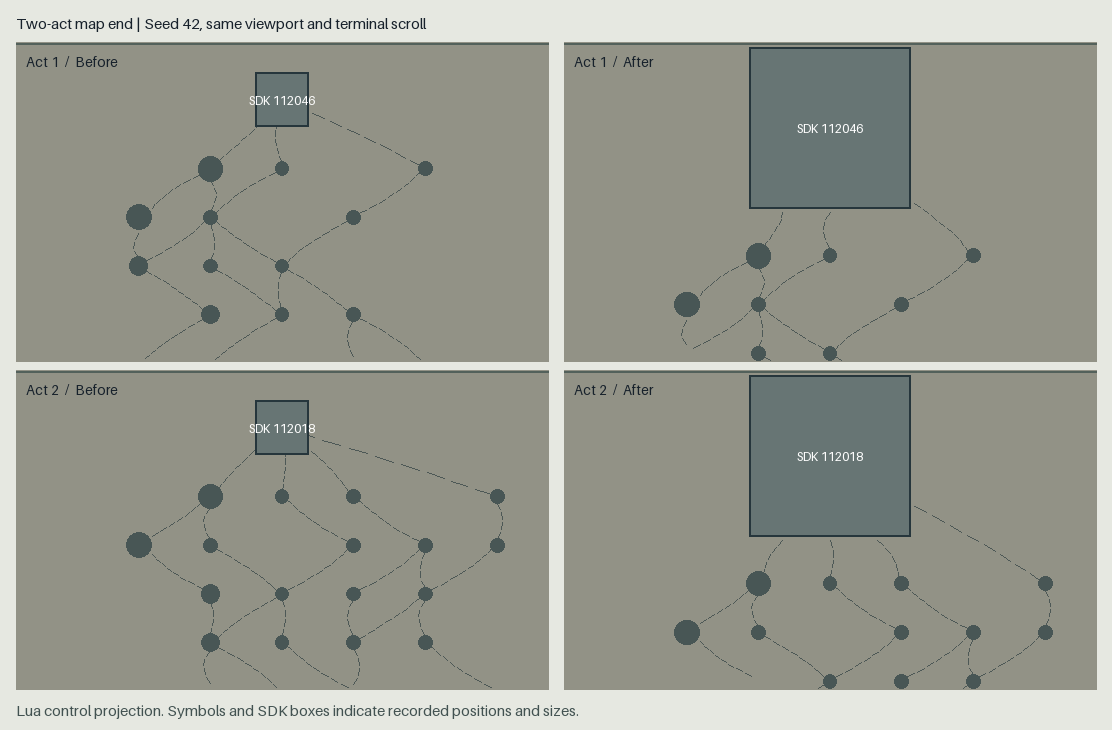 Two-act map end | Seed 42, same viewport and terminal scroll
Act 1 / Before
SDK 112046
Act 1 / After
SDK 112046
Act 2 / Before
SDK 112018
Act 2 / After
SDK 112018
Lua control projection. Symbols and SDK boxes indicate recorded positions and sizes.